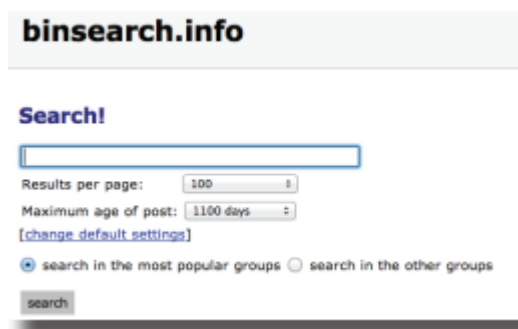 binsearch.info
Search!
Results per page: 100
Maximum age of post: 1100 days
[change default settings]
search in the most popular groups search in the other groups
search